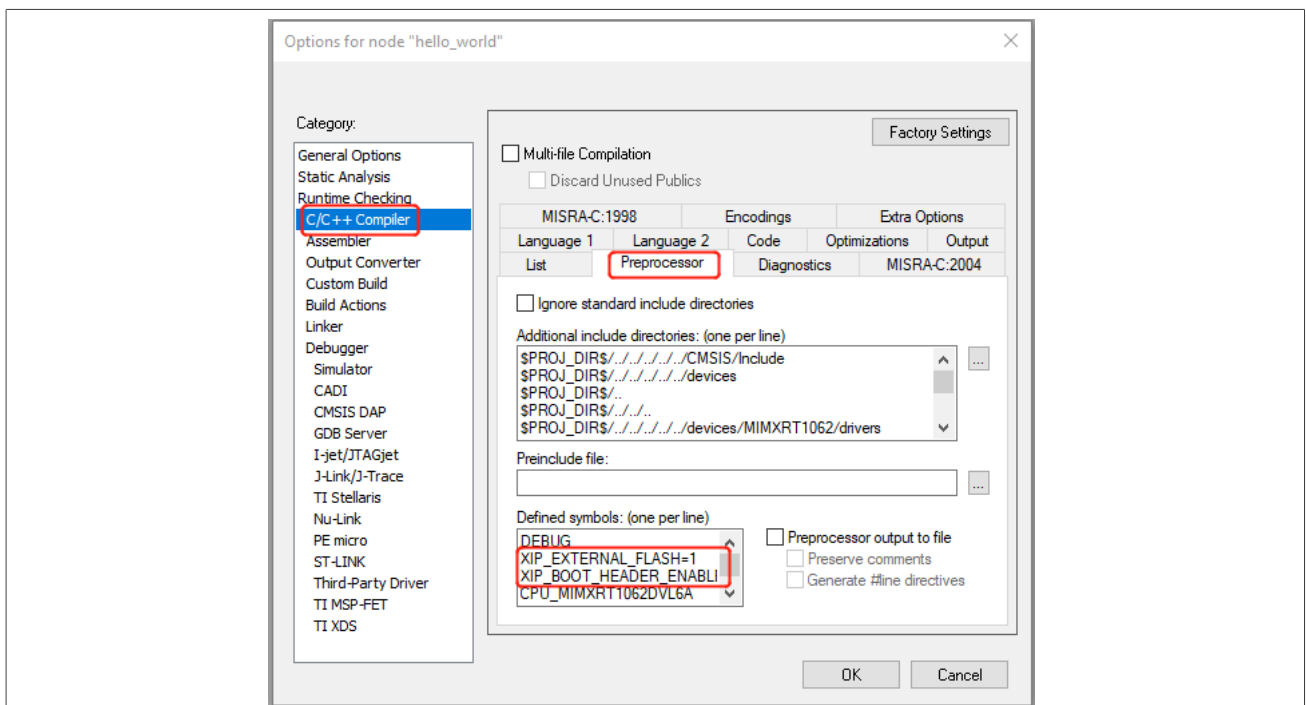 Options for node "hello_world"
Category:
General Options
Static Analysis
Runtime Checking
C/C++ Compiler
Assembler
Output Converter
Custom Build
Build Actions
Linker
Debugger
Simulator
CADI
CMSIS DAP
GDB Server
I-jet/JTAGjet
J-Link/J-Trace
TI Stellaris
Nu-Link
PE micro
ST-LINK
Third-Party Driver
TI MSP-FET
TI XDS
Factory Settings
Multi-file Compilation
Discard Unused Publics
MISRA-C:1998 Encodings Extra Options
Language 1 Language 2 Code Optimizations Output
List Preprocessor Diagnostics MISRA-C:2004
Ignore standard include directories
Additional include directories: (one per line)
$PROJ_DIR$/../../../../../CMSIS/Include
$PROJ_DIR$/../../../../../devices
$PROJ_DIR$/..
$PROJ_DIR$/../../..
$PROJ_DIR$/../../../../../devices/MIMXRT1062/drivers
...
Preinclude file:
...
Defined symbols: (one per line)
DEBUG
XIP_EXTERNAL_FLASH=1
XIP_BOOT_HEADER_ENABLI
CPU_MIMXRT1062DVL6A
Preprocessor output to file
Preserve comments
Generate #line directives
OK Cancel